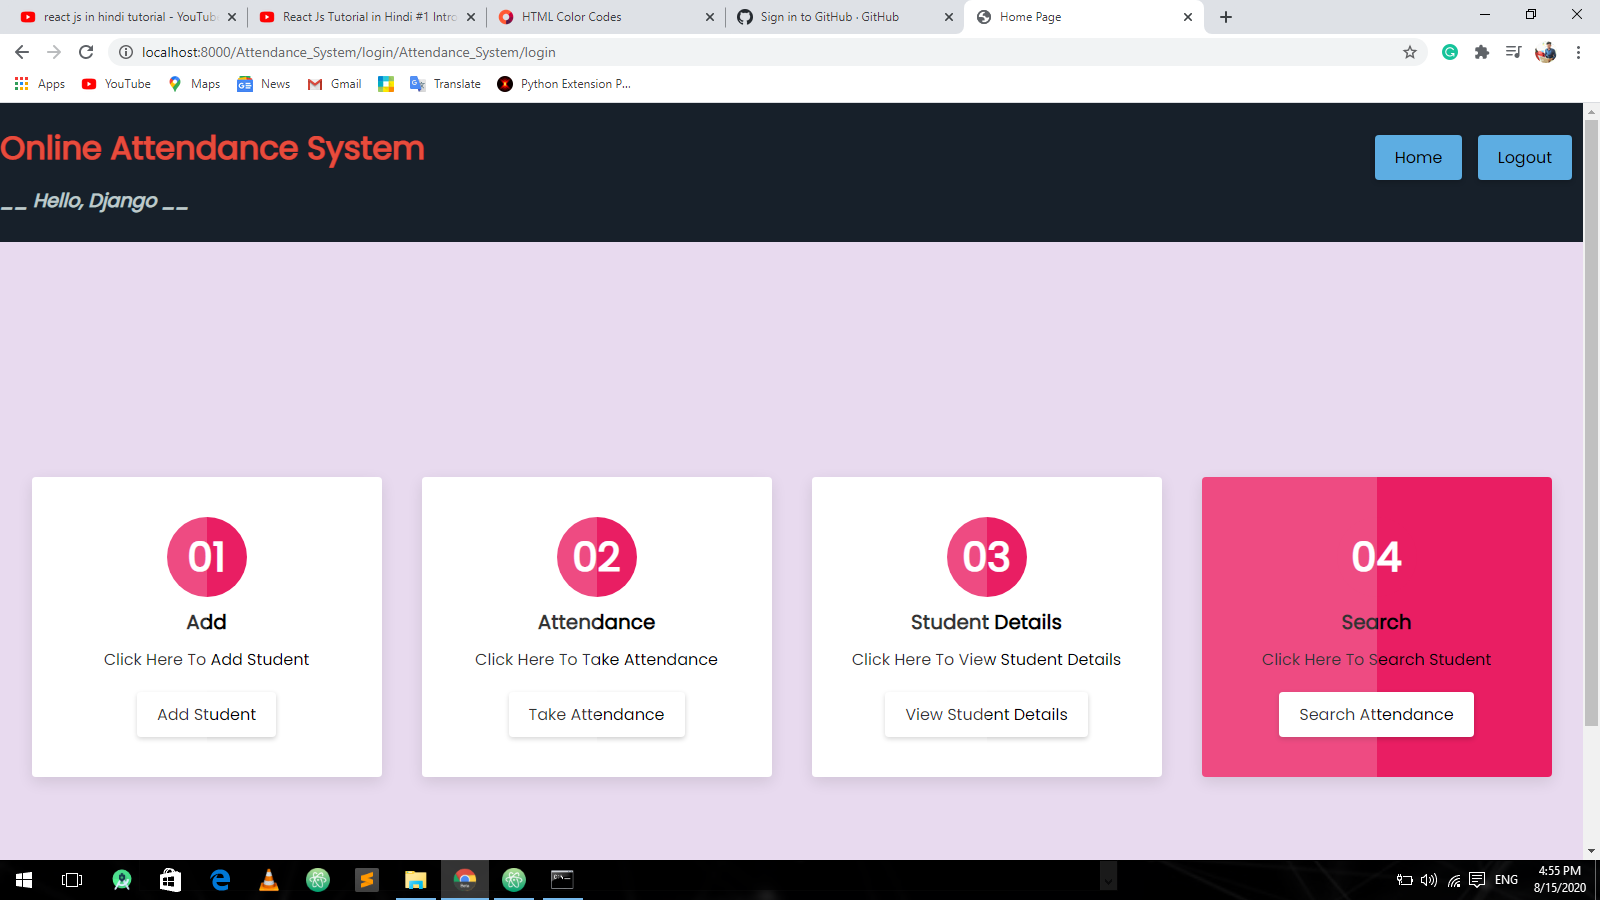 react js in hindi tutorial - YouTube
React Js Tutorial in Hindi #1 Intro
HTML Color Codes
Sign in to GitHub · GitHub
Home Page
localhost:8000/Attendance_System/login/Attendance_System/login
Apps
YouTube
Maps
News
Gmail
Translate
Python Extension P...
Online Attendance System
Home
Logout
__ Hello, Django __
01
02
03
04
Add
Attendance
Student Details
Search
Click Here To Add Student
Click Here To Take Attendance
Click Here To View Student Details
Click Here To Search Student
Add Student
Take Attendance
View Student Details
Search Attendance
ENG
4:55 PM
8/15/2020